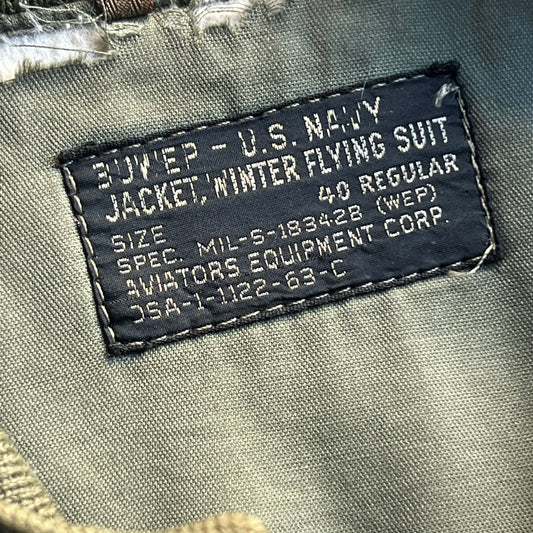 BUWEP - U.S. NAVY
JACKET, WINTER FLYING SUIT
SIZE 40 REGULAR
SPEC. MIL-S-18342B (WEP)
AVIATORS EQUIPMENT CORP.
DSA-1-1122-63-C